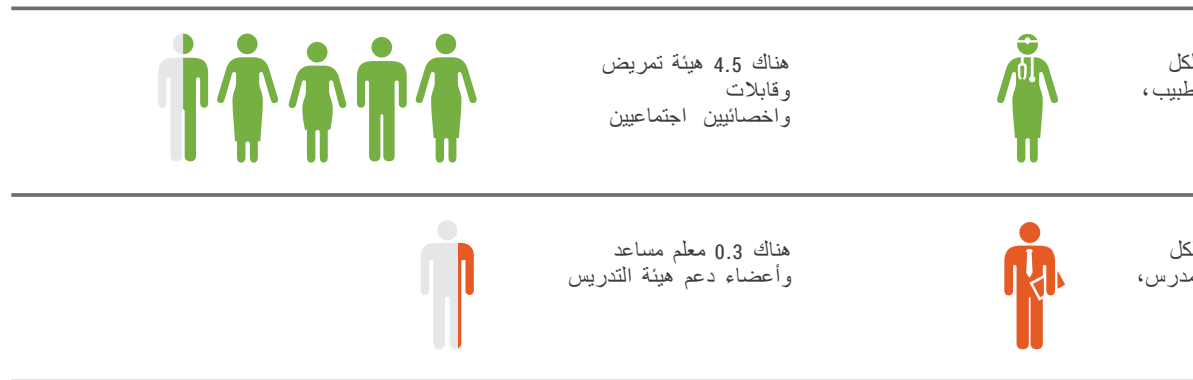 لكل
طبيب،
هناك 4.5 هيئة تمريض
وقابلات
واخصائيين اجتماعيين
لكل
مدرس،
هناك 0.3 معلم مساعد
وأعضاء دعم هيئة التدريس